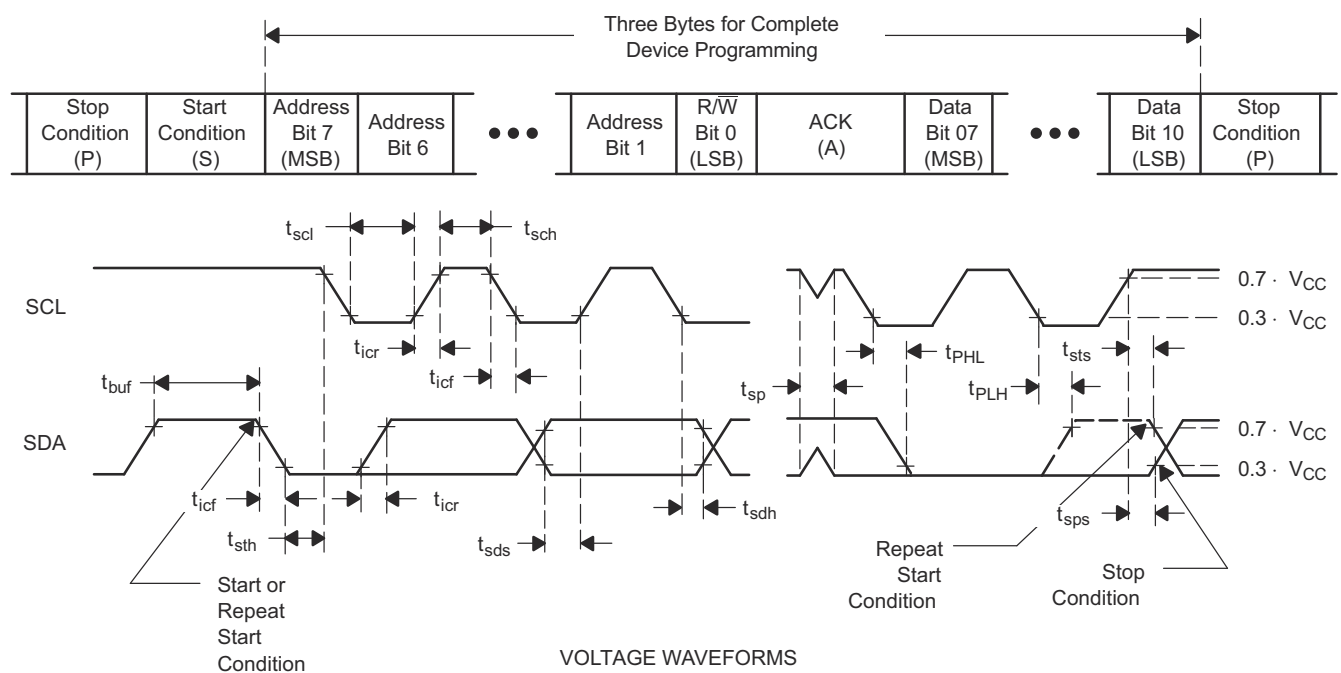 Three Bytes for Complete
Device Programming
Stop
Condition
(P)
Start
Condition
(S)
Address
Bit 7
(MSB)
Address
Bit 6
•••
Address
Bit 1
R/W̅
Bit 0
(LSB)
ACK
(A)
Data
Bit 07
(MSB)
•••
Data
Bit 10
(LSB)
Stop
Condition
(P)
tscl
tsch
SCL
0.7 · VCC
0.3 · VCC
ticr
ticf
tPHL
tsts
tbuf
tsp
tPLH
SDA
0.7 · VCC
0.3 · VCC
ticf
ticr
tsdh
tsps
tsth
tsds
Start or
Repeat
Start
Condition
Repeat
Start
Condition
Stop
Condition
VOLTAGE WAVEFORMS